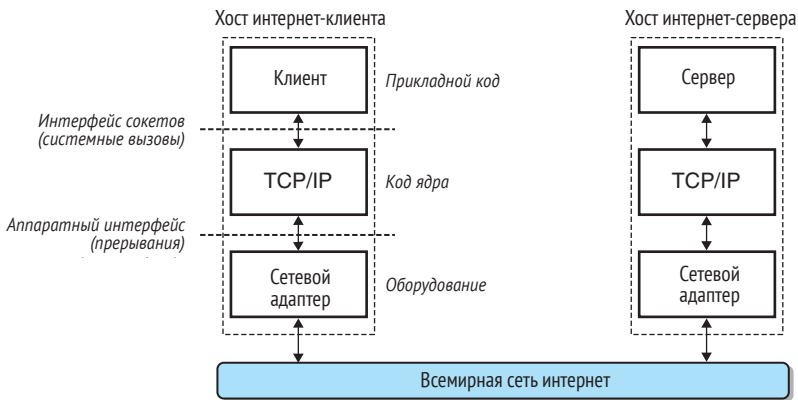 Хост интернет-клиента
Хост интернет-сервера
Клиент
Прикладной код
Сервер
Интерфейс сокетов
(системные вызовы)
TCP/IP
Код ядра
TCP/IP
Аппаратный интерфейс
(прерывания)
Сетевой
адаптер
Оборудование
Сетевой
адаптер
Всемирная сеть интернет